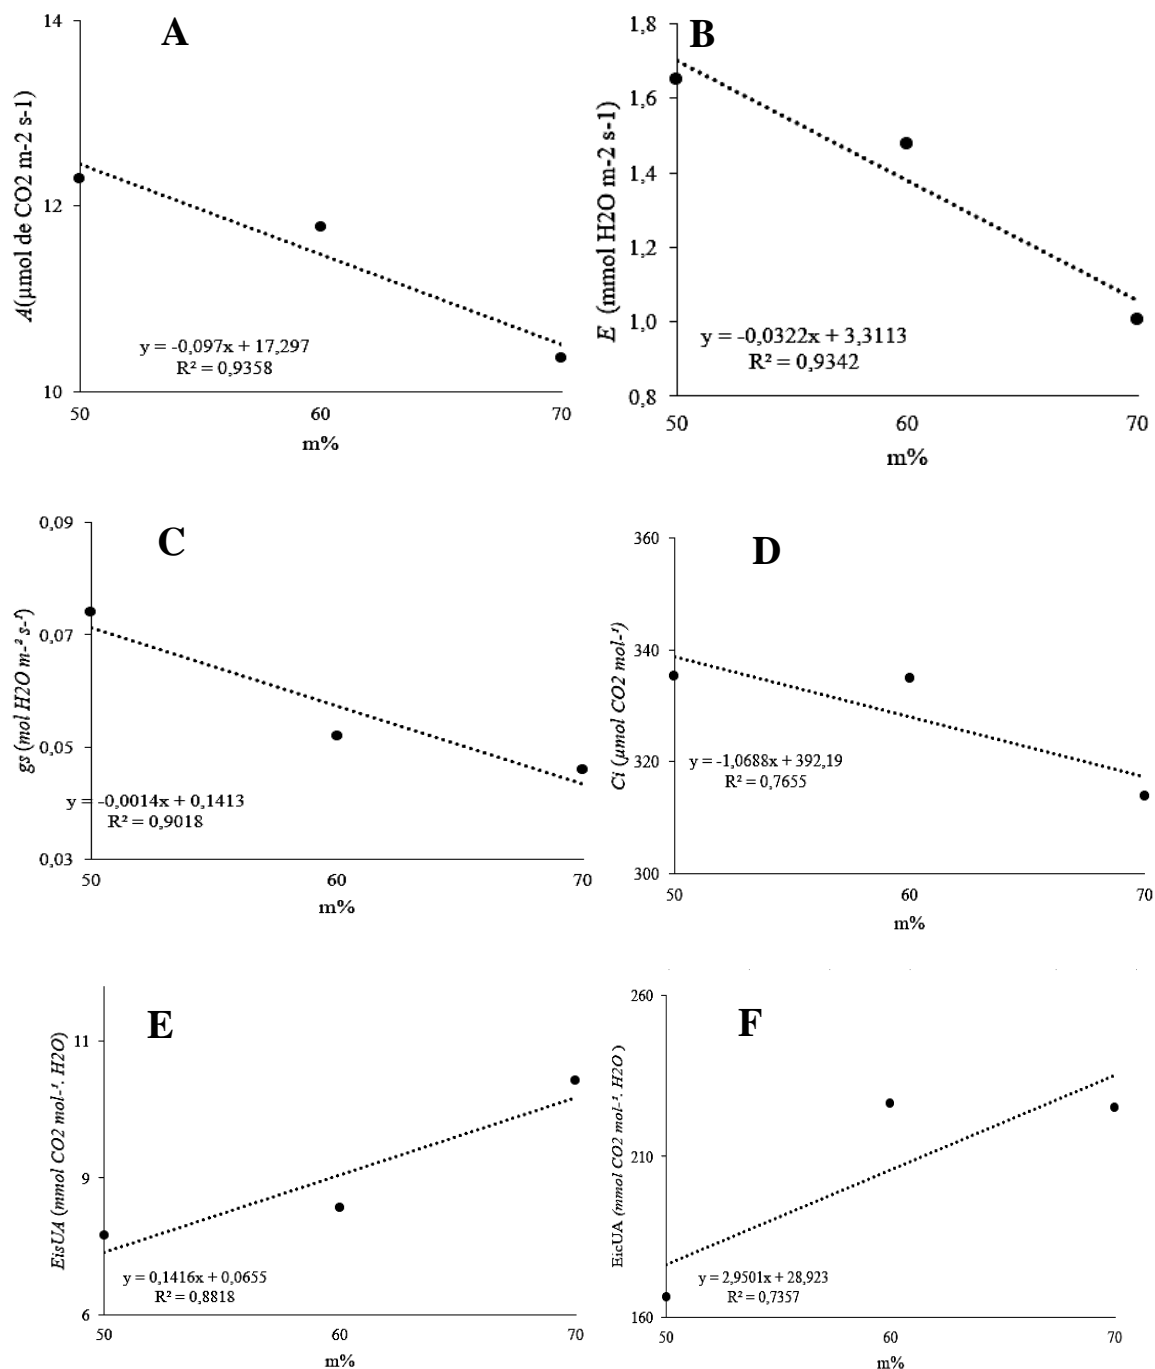 A
14
13
12
10
A(µmol de CO2 m-2 s-1)
y = -0,097x + 17,297
R² = 0,9358
50 60 70
m%
B
1,8
1,6
1,4
1,2
1,0
0,8
E (mmol H2O m-2 s-1)
y = -0,0322x + 3,3113
R² = 0,9342
50 60 70
m%
C
0,09
0,07
0,05
0,03
gs (mol H2O m-² s-¹)
y = -0,0014x + 0,1413
R² = 0,9018
50 60 70
m%
D
360
340
320
300
Ci (µmol CO2 mol-¹)
y = -1,0688x + 392,19
R² = 0,7655
50 60 70
m%
E
11
9
6
EisUA (mmol CO2 mol-¹. H2O)
y = 0,1416x + 0,0655
R² = 0,8818
50 60 70
m%
F
260
210
160
EicUA (mmol CO2 mol-¹. H2O )
y = 2,9501x + 28,923
R² = 0,7357
50 60 70
m%